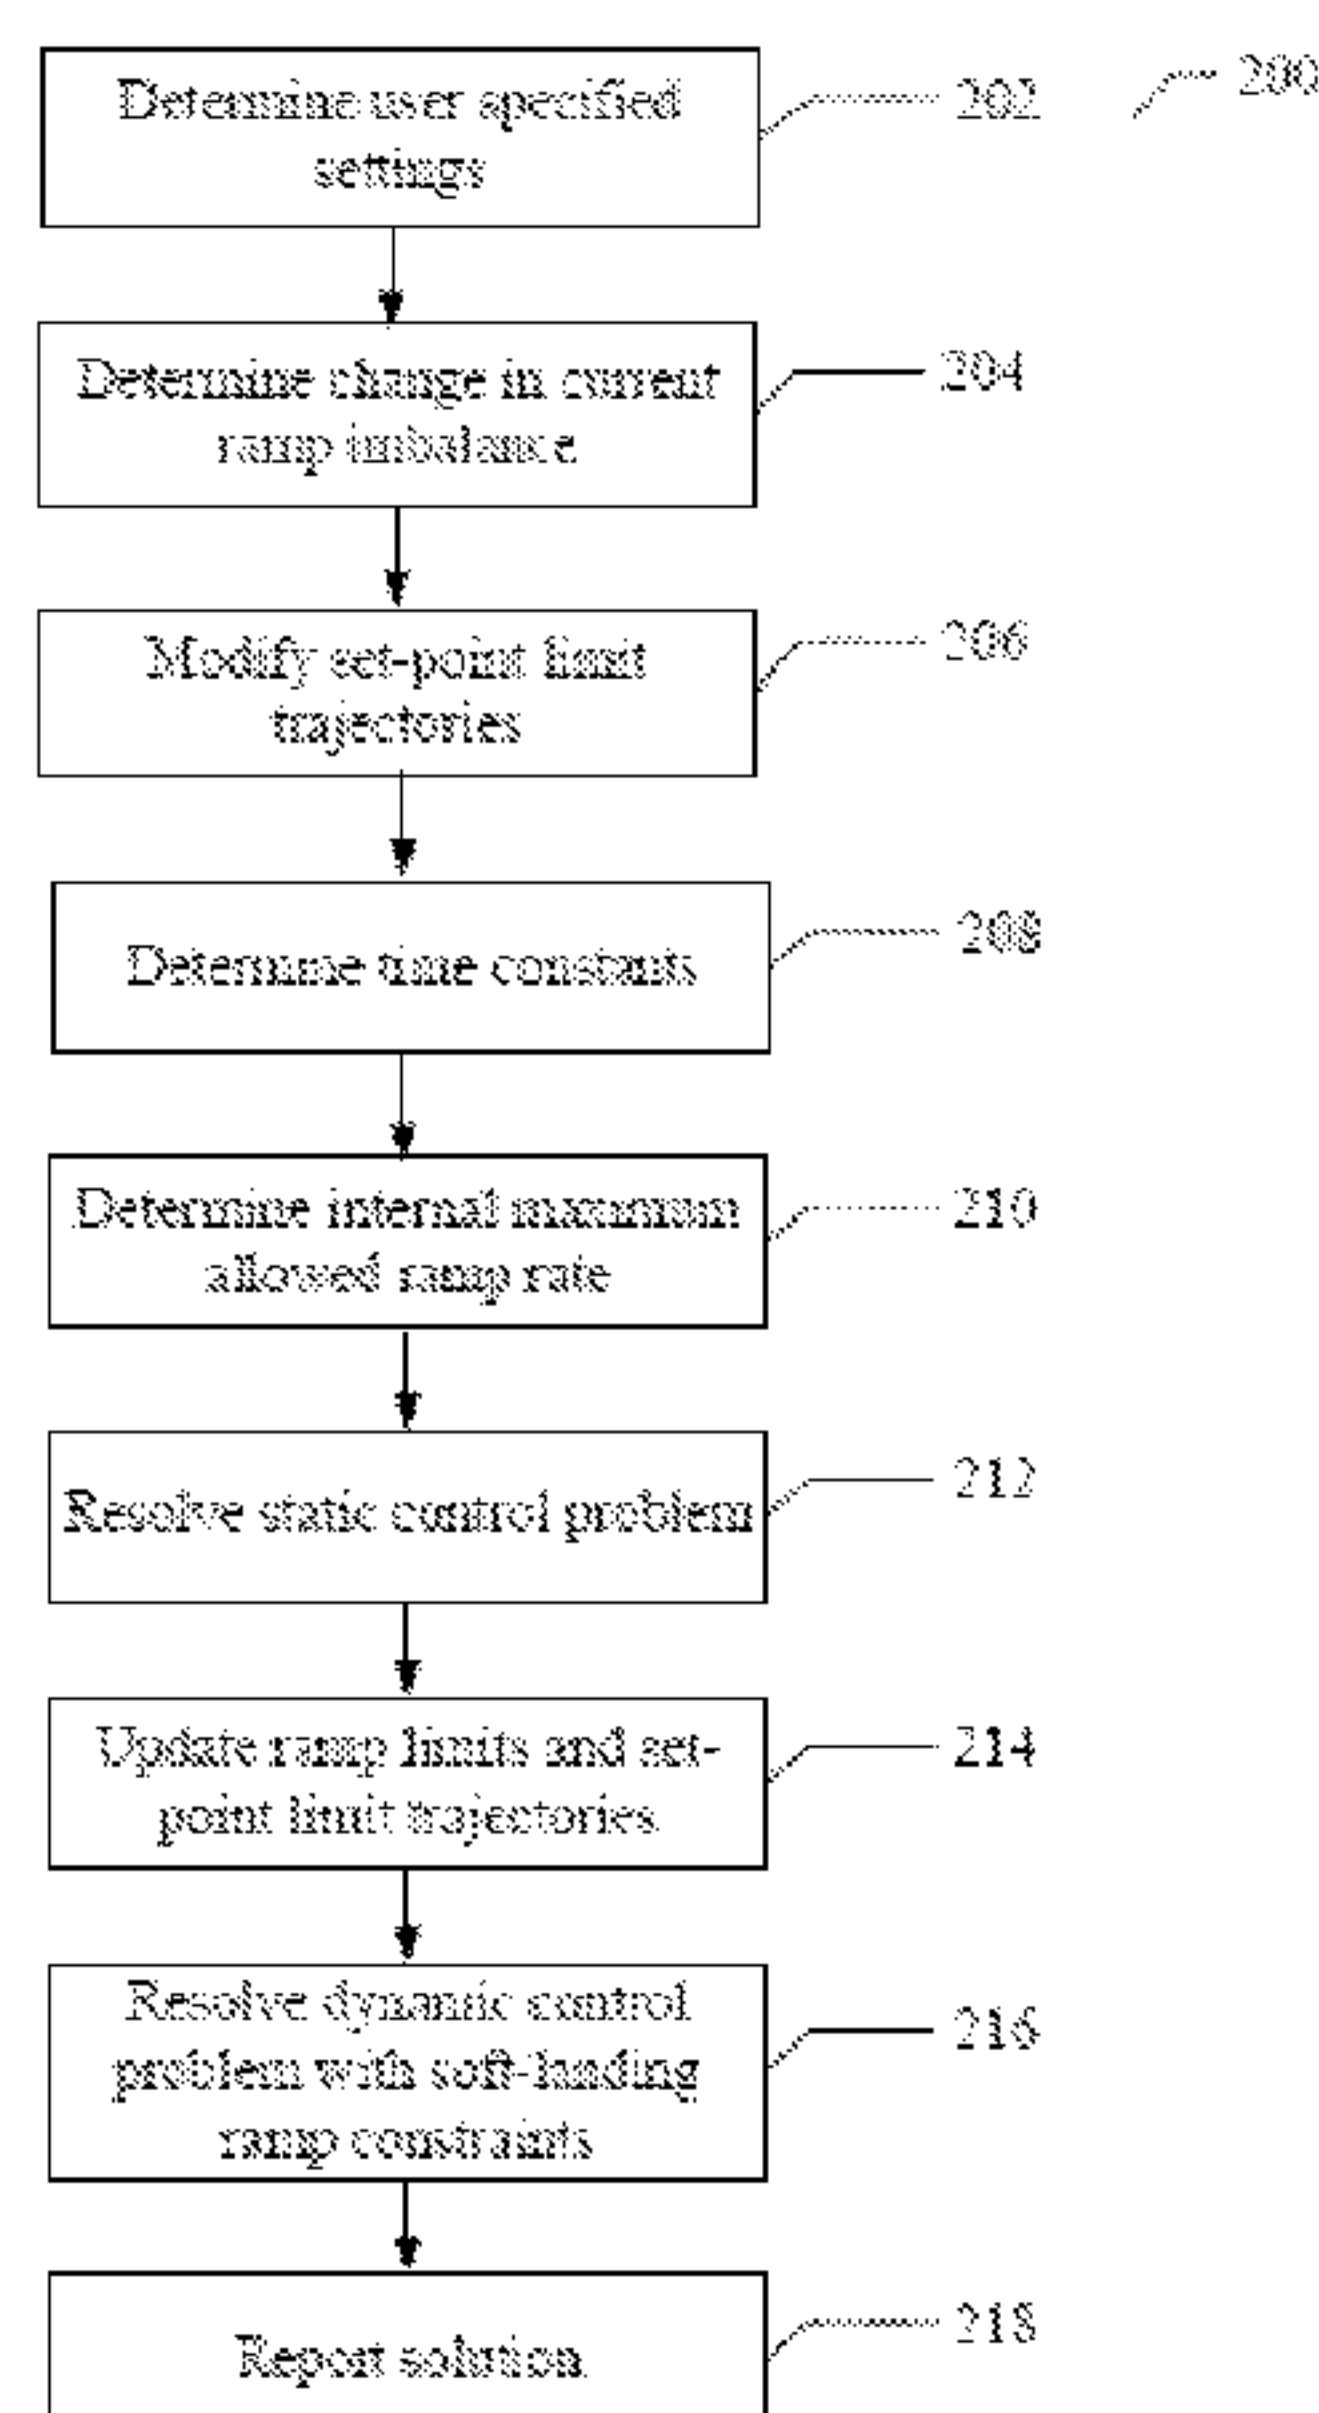 200
Determine user specified
settings
202
Determine change in current
ramp imbalance
204
Modify set-point limit
trajectories
206
Determine time constants
208
Determine internal maximum
allowed ramp rate
210
Resolve static control problem
212
Update ramp limits and set-
point limit trajectories
214
Resolve dynamic control
problem with soft-landing
ramp constraints
216
Report solution
218